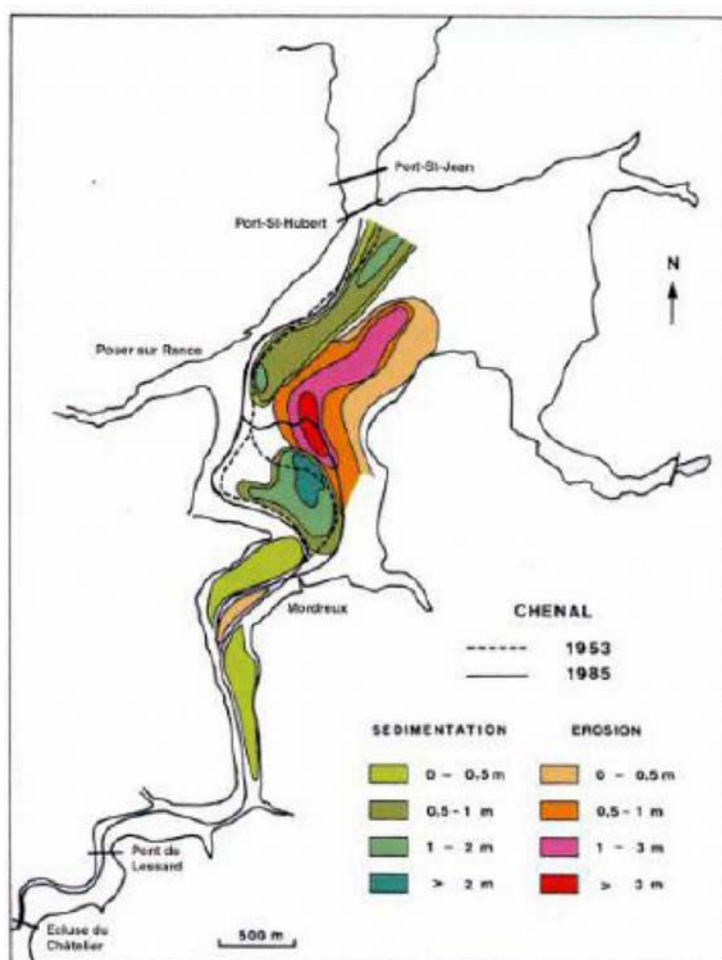 Port-St-Jean
Port-St-Hubert
N
sur Rance
Mordreux
CHENAL
1953
1985
SEDIMENTATION EROSION
0 - 0,5 m 0 - 0,5 m
0,5 - 1 m 0,5 - 1 m
1 - 2 m 1 - 3 m
> 2 m > 3 m
Pont de
Lessard
Ecluse du
Châtelier
500 m